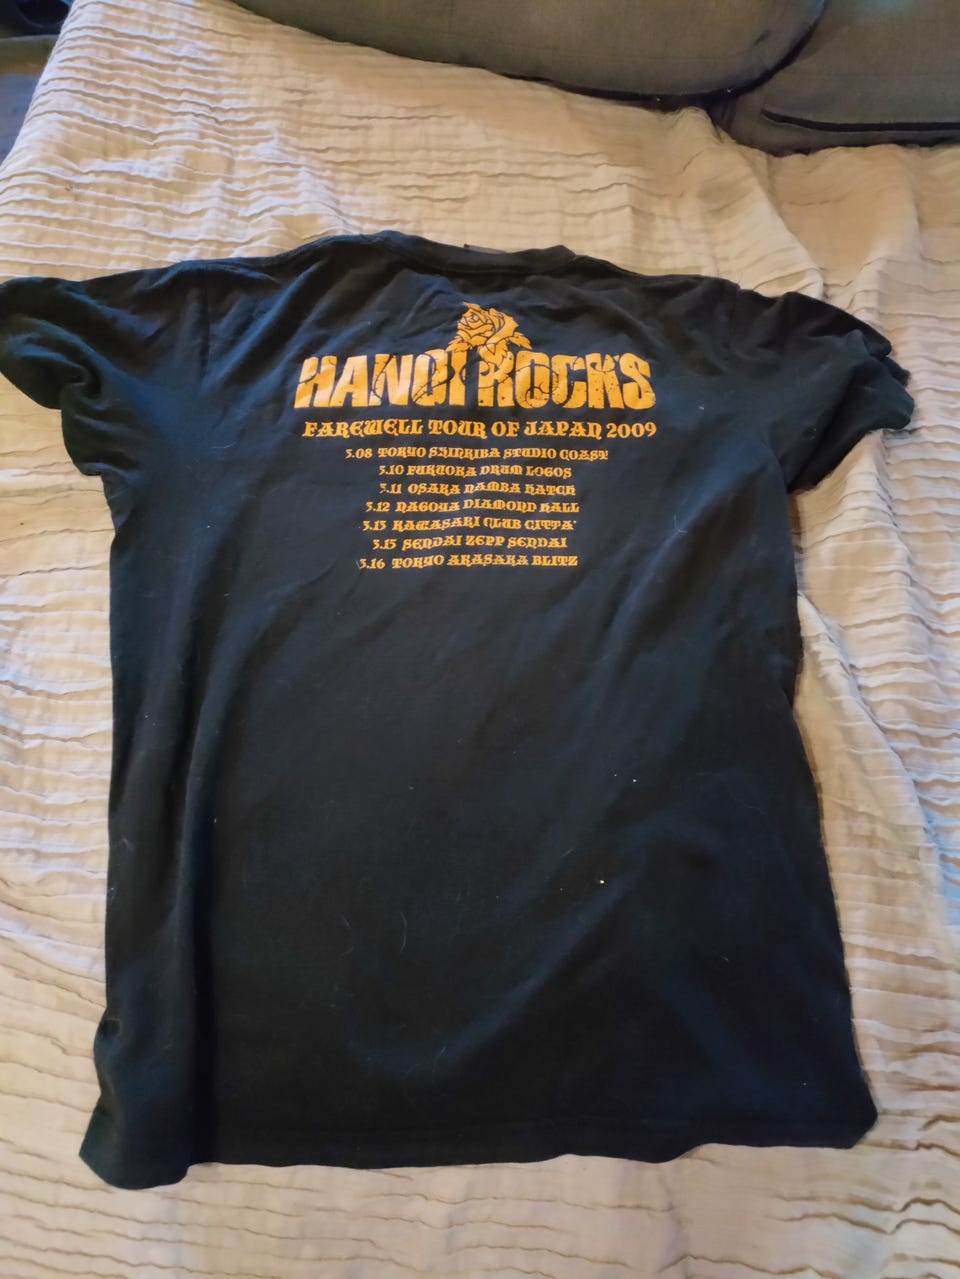 HANOI ROCKS
FAREWELL TOUR OF JAPAN 2009
3.08 TOKYO SHINKIBA STUDIO COAST
3.10 FUKUOKA DRUM LOGOS
3.11 OSAKA NAMBA HATCH
3.12 NAGOYA DIAMOND HALL
3.13 KAWASAKI CLUB CITTA'
3.15 SENDAI ZEPP SENDAI
3.16 TOKYO AKASAKA BLITZ